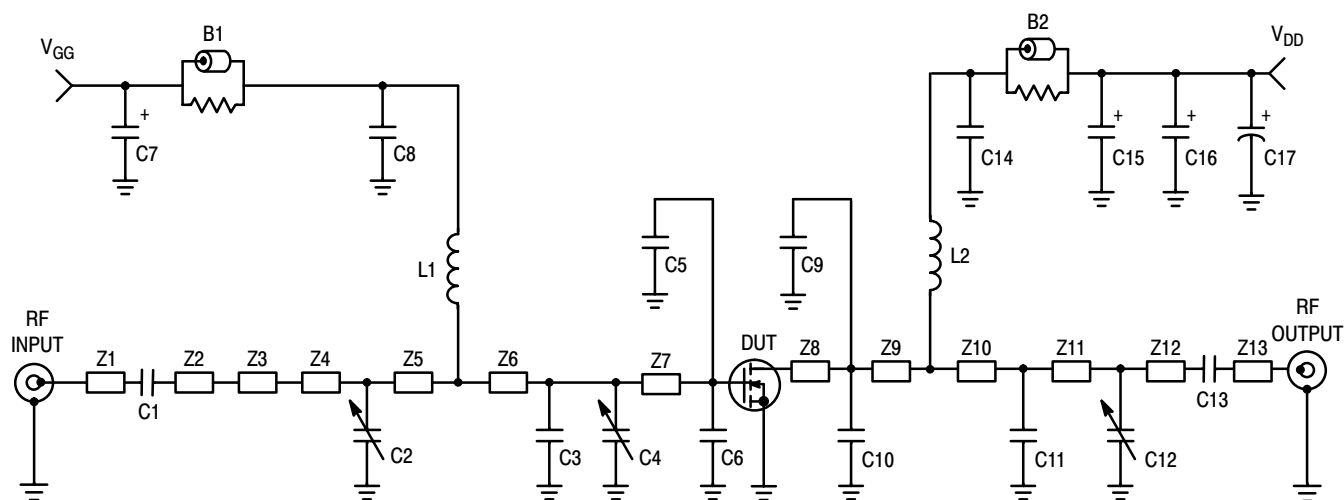 B1
B2
V_GG
V_DD
+
+
+
+
C7
C8
C14
C15
C16
C17
C5
C9
L1
L2
RF
INPUT
RF
OUTPUT
DUT
Z1
Z2
Z3
Z4
Z5
Z6
Z7
Z8
Z9
Z10
Z11
Z12
Z13
C1
C13
C2
C3
C4
C6
C10
C11
C12